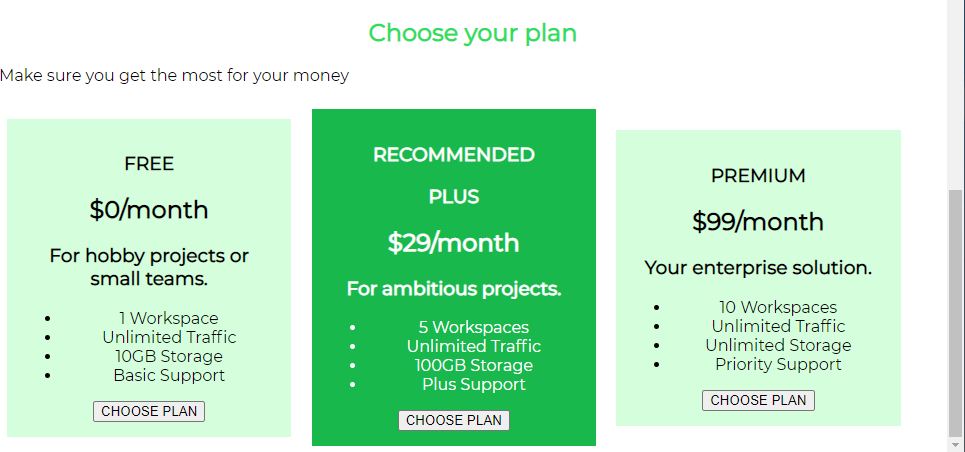 Choose your plan
Make sure you get the most for your money
FREE
$0/month
For hobby projects or
small teams.
1 Workspace
Unlimited Traffic
10GB Storage
Basic Support
CHOOSE PLAN
RECOMMENDED
PLUS
$29/month
For ambitious projects.
5 Workspaces
Unlimited Traffic
100GB Storage
Plus Support
CHOOSE PLAN
PREMIUM
$99/month
Your enterprise solution.
10 Workspaces
Unlimited Traffic
Unlimited Storage
Priority Support
CHOOSE PLAN